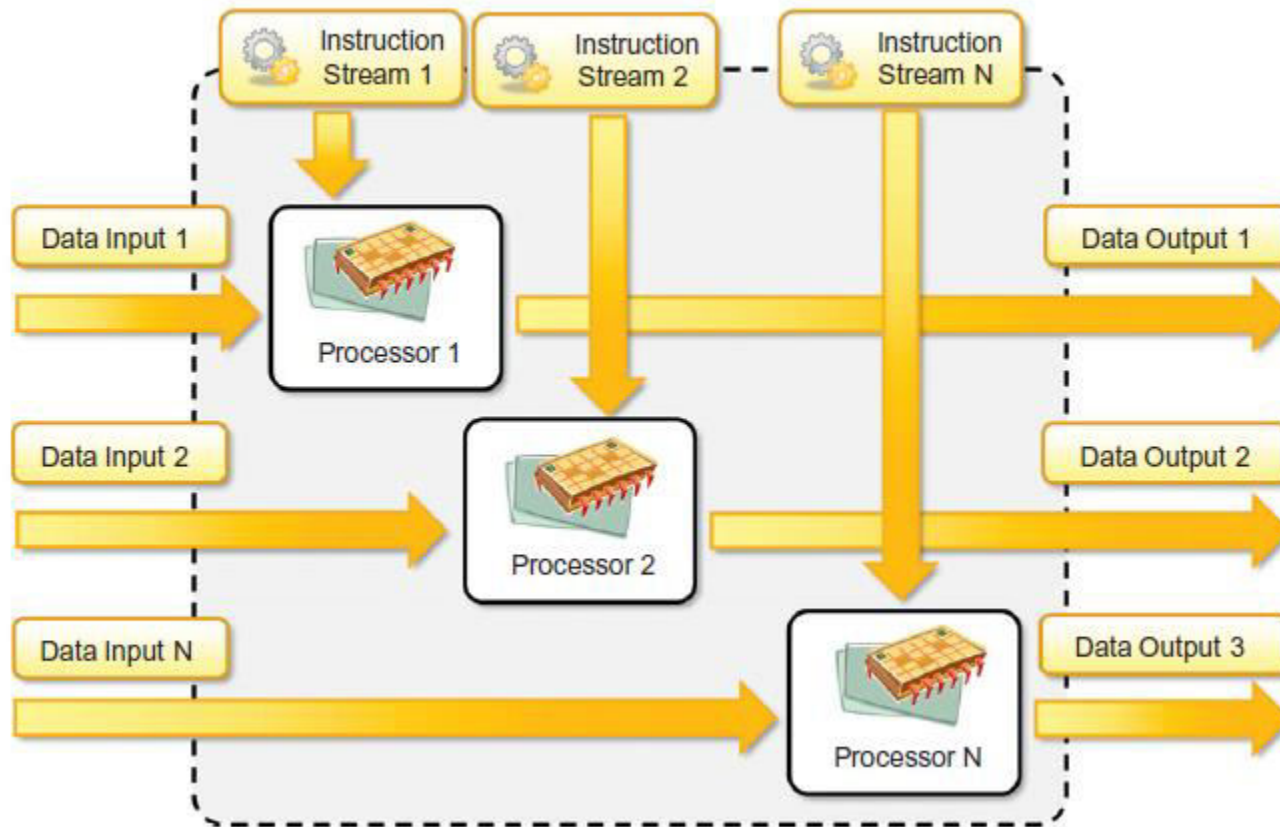 Instruction
Stream 1
Instruction
Stream 2
Instruction
Stream N
Data Input 1
Processor 1
Data Output 1
Data Input 2
Processor 2
Data Output 2
Data Input N
Processor N
Data Output 3